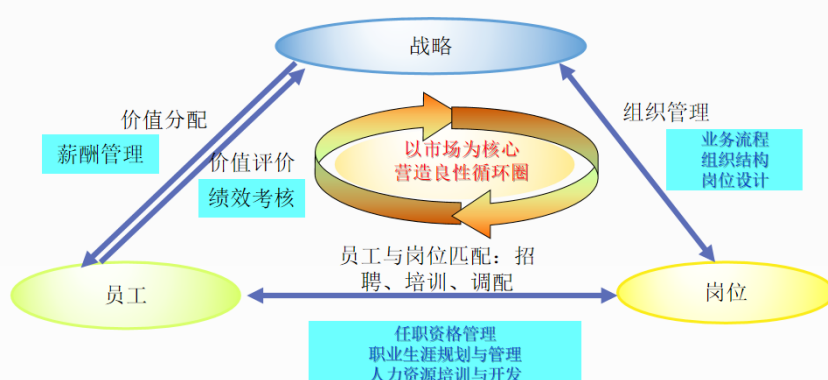 战略
价值分配
薪酬管理
价值评价
绩效考核
以市场为核心
营造良性循环圈
组织管理
业务流程
组织结构
岗位设计
员工与岗位匹配：招
聘、培训、调配
员工
岗位
任职资格管理
职业生涯规划与管理
人力资源培训与开发